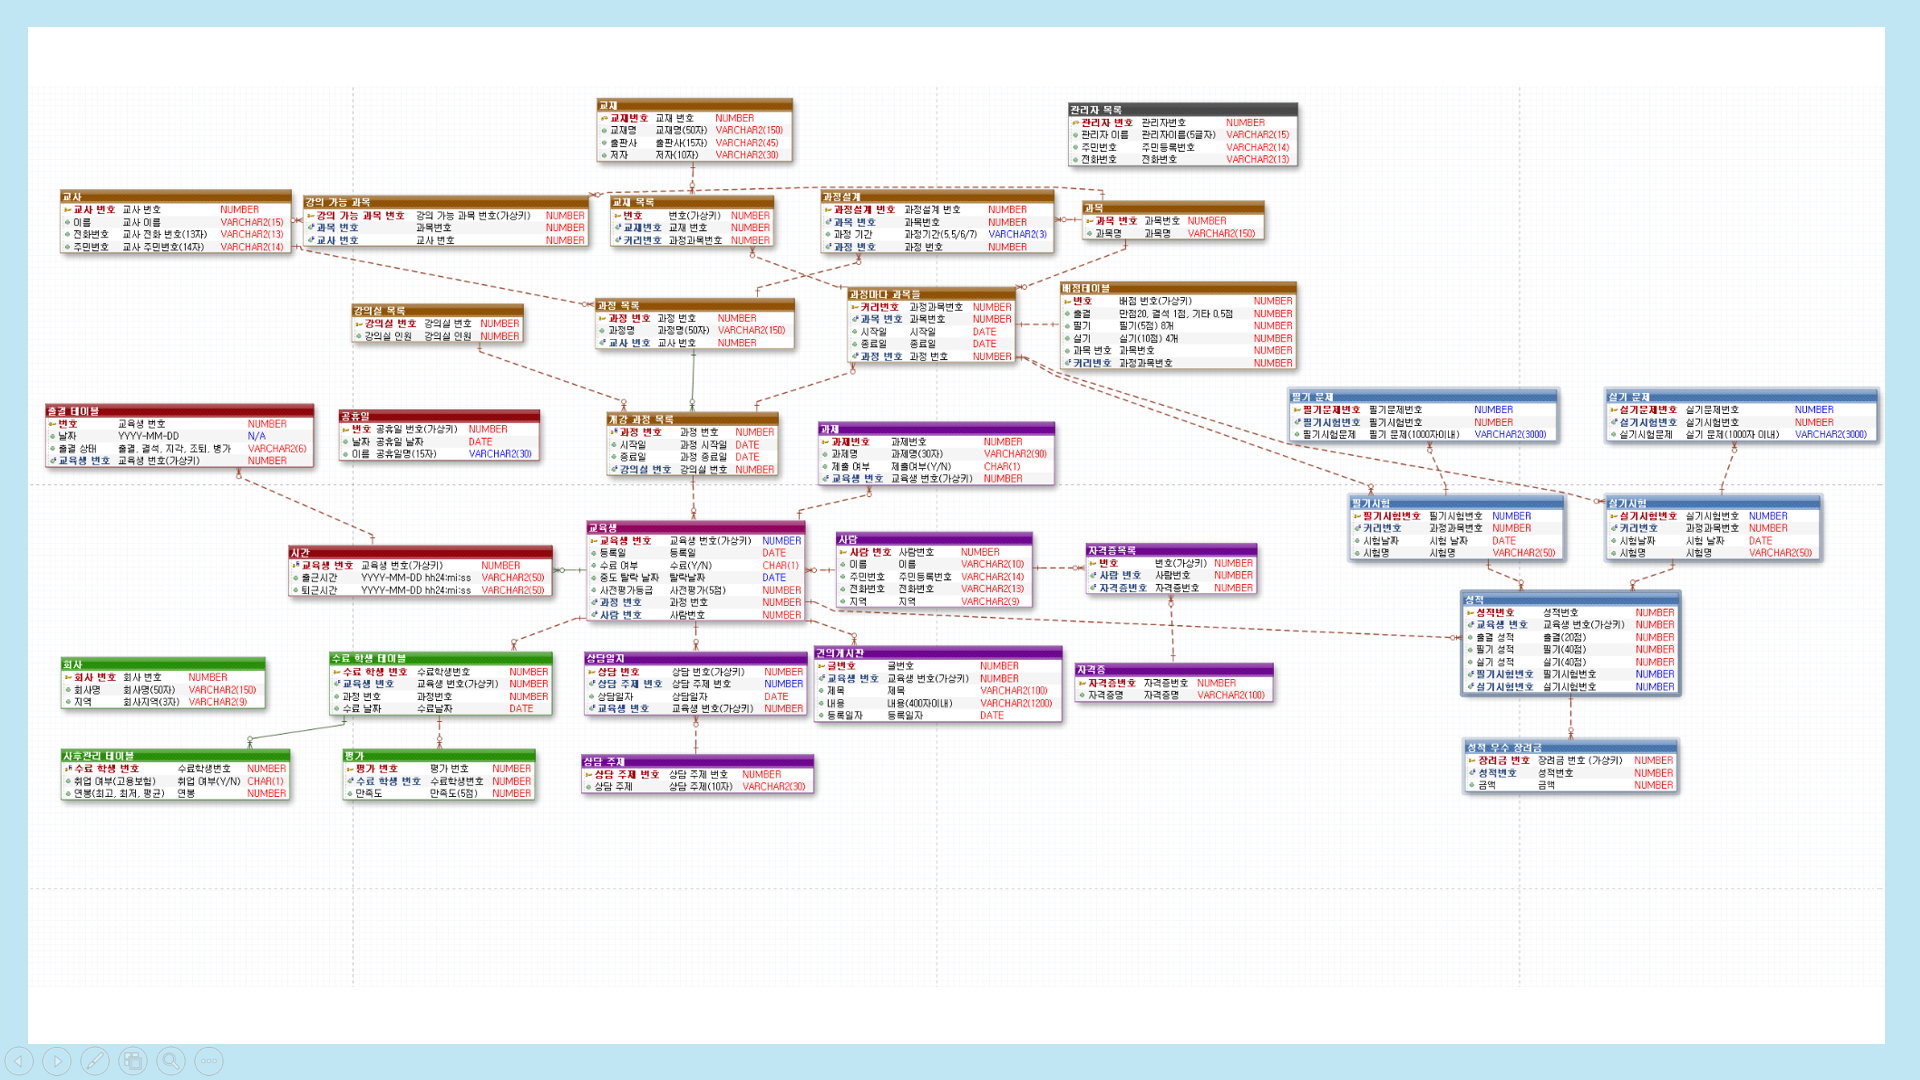 교재
교재번호 교재 번호 NUMBER
교재명 교재명(50자) VARCHAR2(150)
출판사 출판사(15자) VARCHAR2(45)
저자 저자(10자) VARCHAR2(30)
관리자 목록
관리자 번호 관리자번호 NUMBER
관리자 이름 관리자이름(5글자) VARCHAR2(15)
주민번호 주민등록번호 VARCHAR2(14)
전화번호 전화번호 VARCHAR2(13)
교사
교사 번호 교사 번호 NUMBER
이름 교사 이름 VARCHAR2(15)
전화번호 교사 전화 번호(13자) VARCHAR2(13)
주민번호 교사 주민번호(14자) VARCHAR2(14)
강의 가능 과목
강의 가능 과목 번호 강의 가능 과목 번호(가상키) NUMBER
과목 번호 과목번호 NUMBER
교사 번호 교사 번호 NUMBER
교재 목록
번호 번호(가상키) NUMBER
교재번호 교재 번호 NUMBER
커리번호 과정과목번호 NUMBER
과정설계
과정설계 번호 과정설계 번호 NUMBER
과목 번호 과목번호 NUMBER
과정 기간 과정기간(5.5/6/7) VARCHAR2(3)
과정 번호 과정 번호 NUMBER
과목
과목 번호 과목번호 NUMBER
과목명 과목명 VARCHAR2(150)
강의실 목록
강의실 번호 강의실 번호 NUMBER
강의실 인원 강의실 인원 NUMBER
과정 목록
과정 번호 과정 번호 NUMBER
과정명 과정명(50자) VARCHAR2(150)
교사 번호 교사 번호 NUMBER
과정마다 과목들
커리번호 과정과목번호 NUMBER
과목 번호 과목번호 NUMBER
시작일 시작일 DATE
종료일 종료일 DATE
과정 번호 과정 번호 NUMBER
배점테이블
번호 배점 번호(가상키) NUMBER
출결 만점20, 결석 1점, 기타 0.5점 NUMBER
필기 필기(5점) 8개 NUMBER
실기 실기(10점) 4개 NUMBER
과목 번호 과목번호 NUMBER
커리번호 과정과목번호 NUMBER
출결 테이블
번호 교육생 번호 NUMBER
날짜 YYYY-MM-DD N/A
출결 상태 출결, 결석, 지각, 조퇴, 병가 VARCHAR2(6)
교육생 번호 교육생 번호(가상키) NUMBER
공휴일
번호 공휴일 번호(가상키) NUMBER
날짜 공휴일 날짜 DATE
이름 공휴일명(15자) VARCHAR2(30)
개강 과정 목록
과정 번호 과정 번호 NUMBER
시작일 과정 시작일 DATE
종료일 과정 종료일 DATE
강의실 번호 강의실 번호 NUMBER
과제
과제번호 과제번호 NUMBER
과제명 과제명(30자) VARCHAR2(90)
제출 여부 제출여부(Y/N) CHAR(1)
교육생 번호 교육생 번호(가상키) NUMBER
필기 문제
필기문제번호 필기문제번호 NUMBER
필기시험번호 필기시험번호 NUMBER
필기시험문제 필기 문제(1000자이내) VARCHAR2(3000)
실기 문제
실기문제번호 실기문제번호 NUMBER
실기시험번호 실기시험번호 NUMBER
실기시험문제 실기 문제(1000자 이내) VARCHAR2(3000)
필기시험
필기시험번호 필기시험번호 NUMBER
커리번호 과정과목번호 NUMBER
시험날짜 시험 날짜 DATE
시험명 시험명 VARCHAR2(50)
실기시험
실기시험번호 실기시험번호 NUMBER
커리번호 과정과목번호 NUMBER
시험날짜 시험 날짜 DATE
시험명 시험명 VARCHAR2(50)
시간
교육생 번호 교육생 번호(가상키) NUMBER
출근시간 YYYY-MM-DD hh24:mi:ss VARCHAR2(50)
퇴근시간 YYYY-MM-DD hh24:mi:ss VARCHAR2(50)
교육생
교육생 번호 교육생 번호(가상키) NUMBER
등록일 등록일 DATE
수료 여부 수료(Y/N) CHAR(1)
중도 탈락 날짜 탈락날짜 DATE
사전평가등급 사전평가(5점) NUMBER
과정 번호 과정 번호 NUMBER
사람 번호 사람번호 NUMBER
사람
사람 번호 사람번호 NUMBER
이름 이름 VARCHAR2(10)
주민번호 주민등록번호 VARCHAR2(14)
전화번호 전화번호 VARCHAR2(13)
지역 지역 VARCHAR2(9)
자격증목록
번호 번호(가상키) NUMBER
사람 번호 사람번호 NUMBER
자격증번호 자격증번호 NUMBER
성적
성적번호 성적번호 NUMBER
교육생 번호 교육생 번호(가상키) NUMBER
출결 성적 출결(20점) NUMBER
필기 성적 필기(40점) NUMBER
실기 성적 실기(40점) NUMBER
필기시험번호 필기시험번호 NUMBER
실기시험번호 실기시험번호 NUMBER
회사
회사 번호 회사 번호 NUMBER
회사명 회사명(50자) VARCHAR2(150)
지역 회사지역(3자) VARCHAR2(9)
수료 학생 테이블
수료 학생 번호 수료학생번호 NUMBER
교육생 번호 교육생 번호(가상키) NUMBER
과정 번호 과정번호 NUMBER
수료 날짜 수료날짜 DATE
상담일지
상담 번호 상담 번호(가상키) NUMBER
상담 주제 번호 상담 주제 번호 NUMBER
상담일자 상담일자 DATE
교육생 번호 교육생 번호(가상키) NUMBER
건의게시판
글번호 글번호 NUMBER
교육생 번호 교육생 번호(가상키) NUMBER
제목 제목 VARCHAR2(100)
내용 내용(400자이내) VARCHAR2(1200)
등록일자 등록일자 DATE
자격증
자격증번호 자격증번호 NUMBER
자격증명 자격증명 VARCHAR2(100)
사후관리 테이블
수료 학생 번호 수료학생번호 NUMBER
취업 여부(고용보험) 취업 여부(Y/N) CHAR(1)
연봉(최고, 최저, 평균) 연봉 NUMBER
평가
평가 번호 평가 번호 NUMBER
수료 학생 번호 수료학생번호 NUMBER
만족도 만족도(5점) NUMBER
상담 주제
상담 주제 번호 상담 주제 번호 NUMBER
상담 주제 상담 주제(10자) VARCHAR2(30)
성적 우수 장려금
장려금 번호 장려금 번호 (가상키) NUMBER
성적번호 성적번호 NUMBER
금액 금액 NUMBER